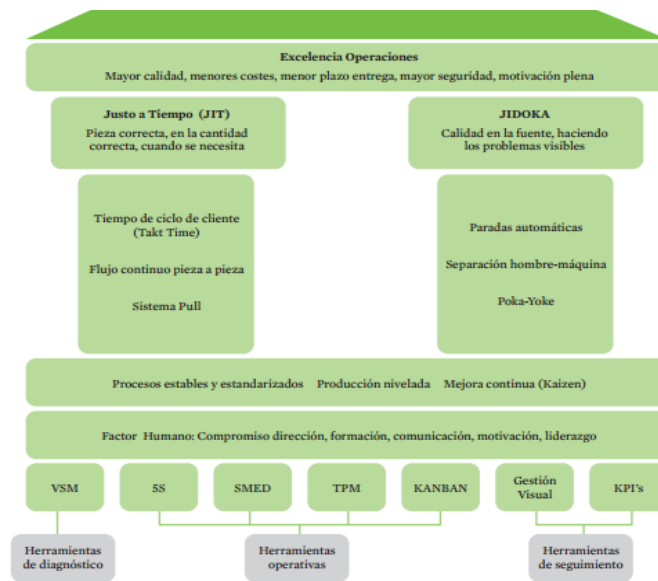 Excelencia Operaciones
Mayor calidad, menores costes, menor plazo entrega, mayor seguridad, motivación plena
Justo a Tiempo (JIT)
Pieza correcta, en la cantidad
correcta, cuando se necesita
JIDOKA
Calidad en la fuente, haciendo
los problemas visibles
Tiempo de ciclo de cliente
(Takt Time)
Flujo continuo pieza a pieza
Sistema Pull
Paradas automáticas
Separación hombre-máquina
Poka-Yoke
Procesos estables y estandarizados Producción nivelada Mejora continua (Kaizen)
Factor Humano: Compromiso dirección, formación, comunicación, motivación, liderazgo
VSM
5S
SMED
TPM
KANBAN
Gestión
Visual
KPI's
Herramientas
de diagnóstico
Herramientas
operativas
Herramientas
de seguimiento